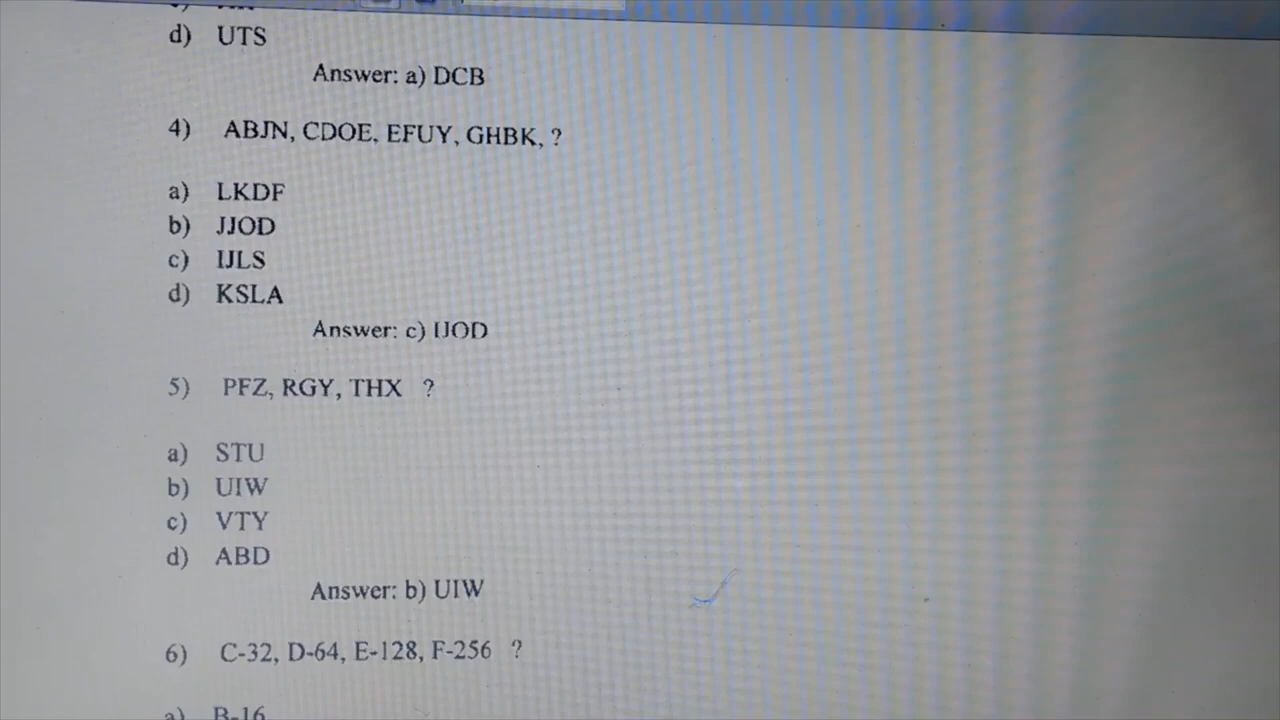 d) UTS
Answer: a) DCB
4) ABJN, CDOE, EFUY, GHBK, ?
a) LKDF
b) JJOD
c) IJLS
d) KSLA
Answer: c) IJOD
5) PFZ, RGY, THX ?
a) STU
b) UIW
c) VTY
d) ABD
Answer: b) UIW
6) C-32, D-64, E-128, F-256 ?
a) B-16